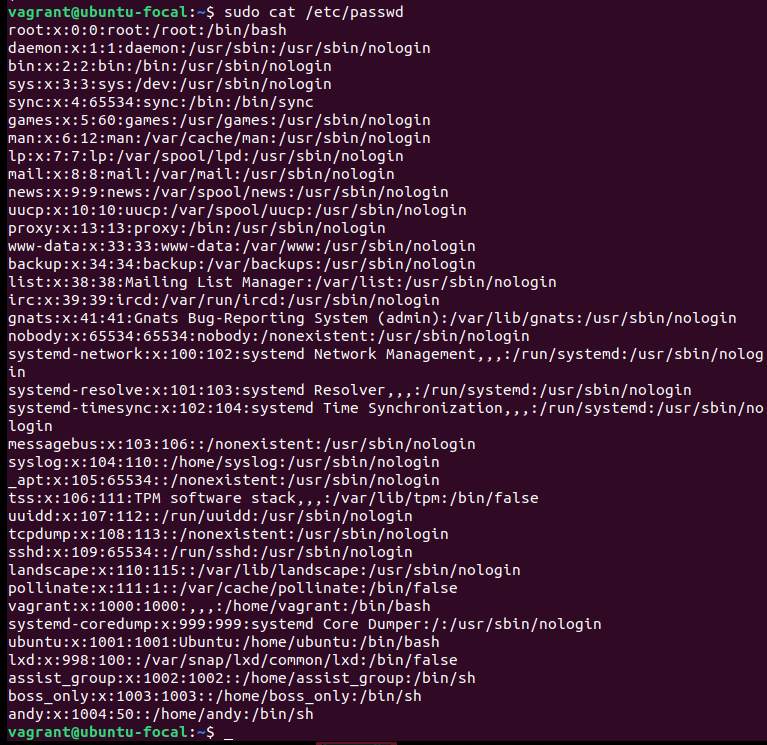 vagrant@ubuntu-focal:~$ sudo cat /etc/passwd
root:x:0:0:root:/root:/bin/bash
daemon:x:1:1:daemon:/usr/sbin:/usr/sbin/nologin
bin:x:2:2:bin:/bin:/usr/sbin/nologin
sys:x:3:3:sys:/dev:/usr/sbin/nologin
sync:x:4:65534:sync:/bin:/bin/sync
games:x:5:60:games:/usr/games:/usr/sbin/nologin
man:x:6:12:man:/var/cache/man:/usr/sbin/nologin
lp:x:7:7:lp:/var/spool/lpd:/usr/sbin/nologin
mail:x:8:8:mail:/var/mail:/usr/sbin/nologin
news:x:9:9:news:/var/spool/news:/usr/sbin/nologin
uucp:x:10:10:uucp:/var/spool/uucp:/usr/sbin/nologin
proxy:x:13:13:proxy:/bin:/usr/sbin/nologin
www-data:x:33:33:www-data:/var/www:/usr/sbin/nologin
backup:x:34:34:backup:/var/backups:/usr/sbin/nologin
list:x:38:38:Mailing List Manager:/var/list:/usr/sbin/nologin
irc:x:39:39:ircd:/var/run/ircd:/usr/sbin/nologin
gnats:x:41:41:Gnats Bug-Reporting System (admin):/var/lib/gnats:/usr/sbin/nologin
nobody:x:65534:65534:nobody:/nonexistent:/usr/sbin/nologin
systemd-network:x:100:102:systemd Network Management,,,:/run/systemd:/usr/sbin/nolog
in
systemd-resolve:x:101:103:systemd Resolver,,,:/run/systemd:/usr/sbin/nologin
systemd-timesync:x:102:104:systemd Time Synchronization,,,:/run/systemd:/usr/sbin/no
login
messagebus:x:103:106::/nonexistent:/usr/sbin/nologin
syslog:x:104:110::/home/syslog:/usr/sbin/nologin
_apt:x:105:65534::/nonexistent:/usr/sbin/nologin
tss:x:106:111:TPM software stack,,,:/var/lib/tpm:/bin/false
uuidd:x:107:112::/run/uuidd:/usr/sbin/nologin
tcpdump:x:108:113::/nonexistent:/usr/sbin/nologin
sshd:x:109:65534::/run/sshd:/usr/sbin/nologin
landscape:x:110:115::/var/lib/landscape:/usr/sbin/nologin
pollinate:x:111:1::/var/cache/pollinate:/bin/false
vagrant:x:1000:1000:,,,:/home/vagrant:/bin/bash
systemd-coredump:x:999:999:systemd Core Dumper:/:/usr/sbin/nologin
ubuntu:x:1001:1001:Ubuntu:/home/ubuntu:/bin/bash
lxd:x:998:100::/var/snap/lxd/common/lxd:/bin/false
assist_group:x:1002:1002::/home/assist_group:/bin/sh
boss_only:x:1003:1003::/home/boss_only:/bin/sh
andy:x:1004:50::/home/andy:/bin/sh
vagrant@ubuntu-focal:~$ _